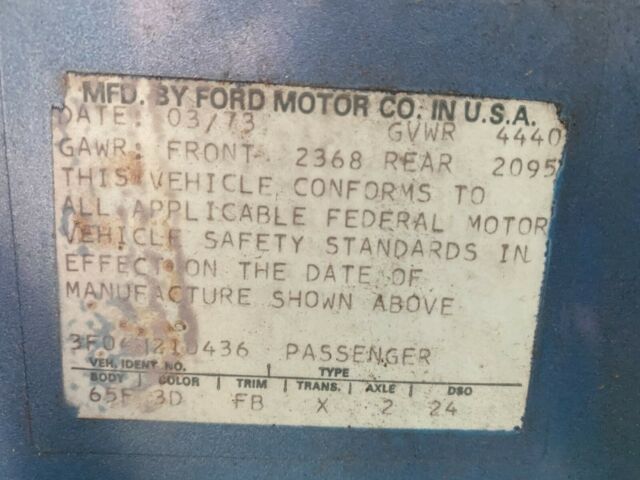 MFD. BY FORD MOTOR CO. IN U.S.A.
DATE: 03/73 GVWR 4440
GAWR: FRONT 2368 REAR 2095
THIS VEHICLE CONFORMS TO
ALL APPLICABLE FEDERAL MOTOR
VEHICLE SAFETY STANDARDS IN
EFFECT ON THE DATE OF
MANUFACTURE SHOWN ABOVE
PASSENGER
VEH. IDENT NO. TYPE
BODY COLOR TRIM TRANS. AXLE DSO
65F 3D FB X 2 24